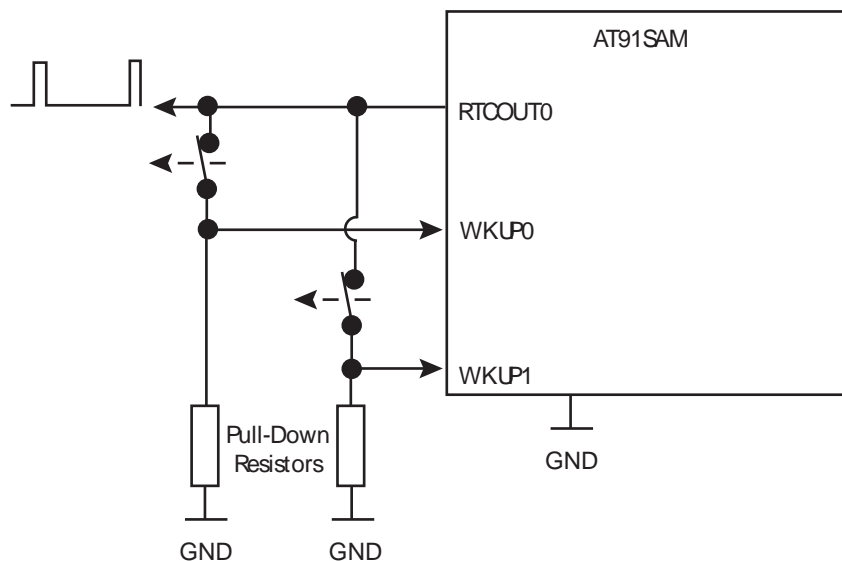 AT91SAM
RTCOUT0
WKUP0
WKUP1
Pull-Down
Resistors
GND
GND
GND